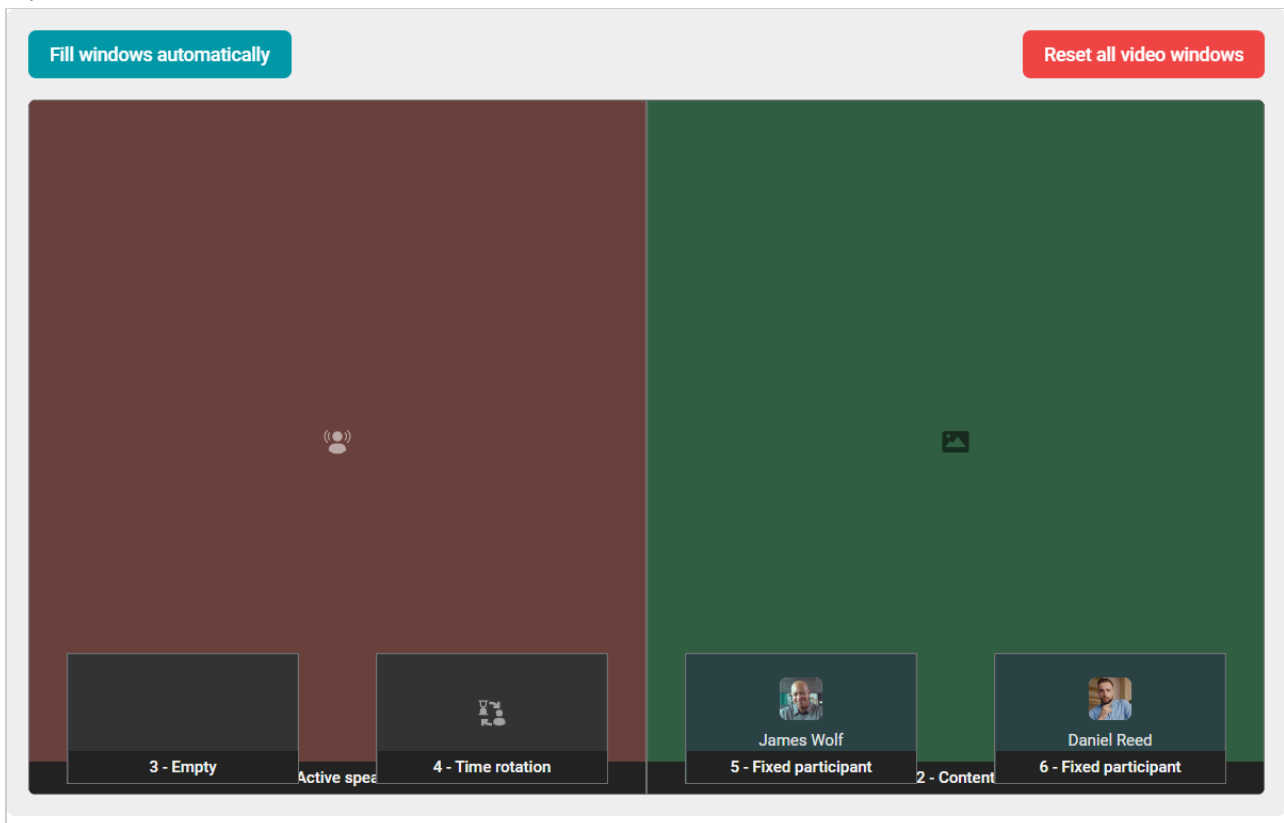 Fill windows automatically
Reset all video windows
James Wolf
Daniel Reed
3 - Empty
Active
4 - Time rotation
5 - Fixed participant
2 - Content
6 - Fixed participant